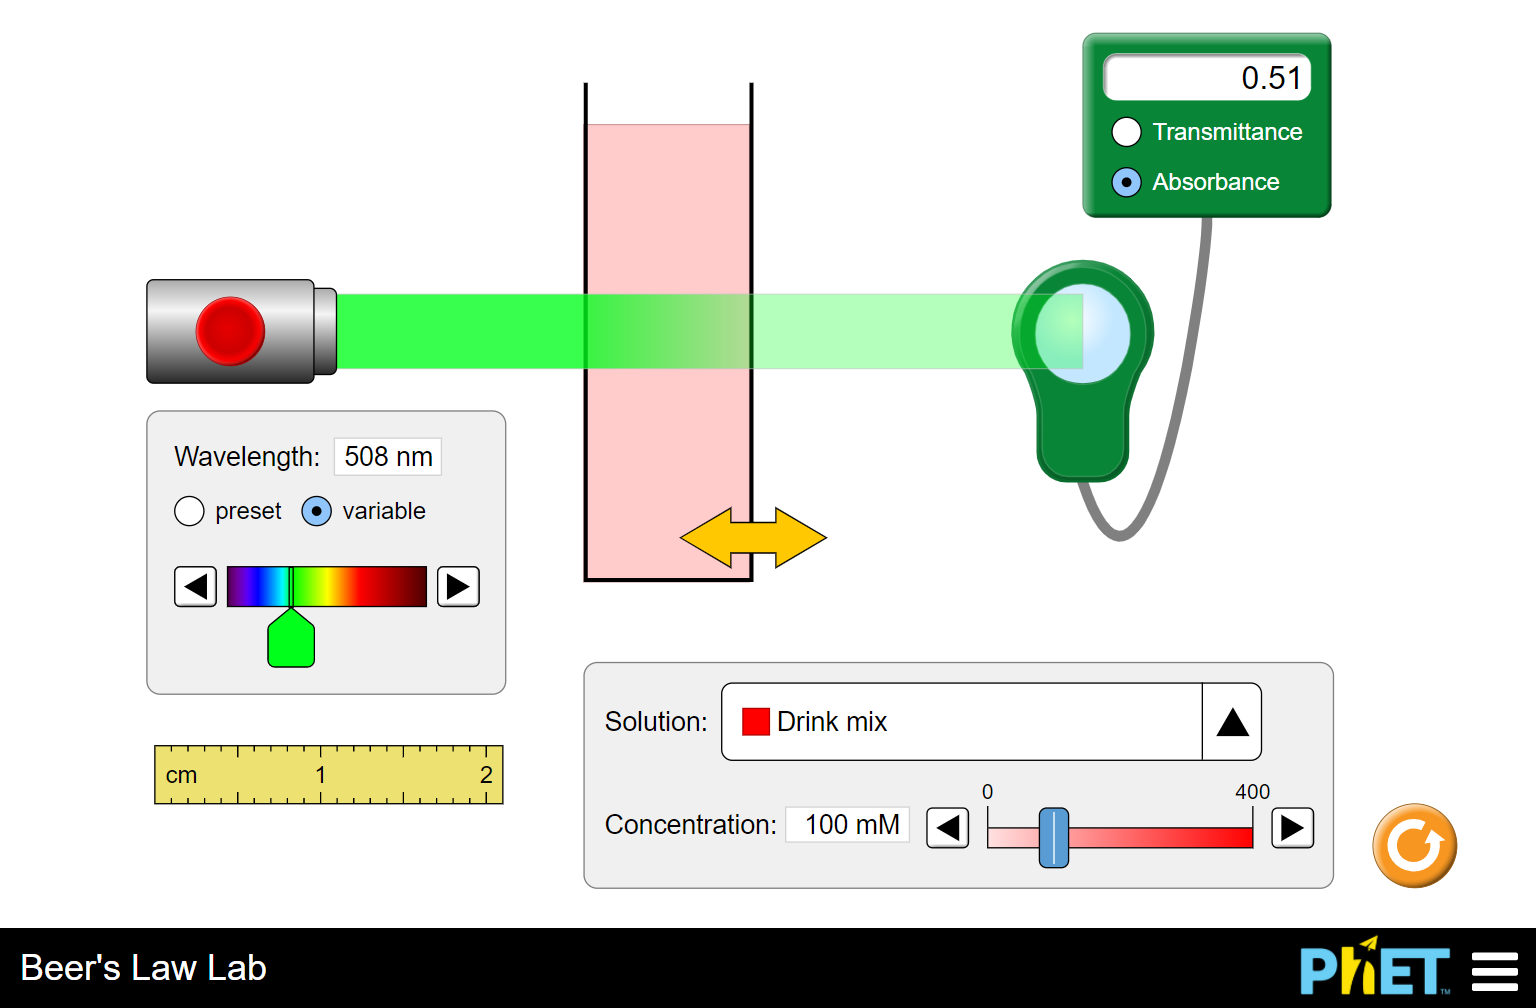 0.51
Transmittance
Absorbance
Wavelength: 508 nm
preset variable
cm 1 2
Solution: Drink mix
0 400
Concentration: 100 mM
Beer's Law Lab
PhET™